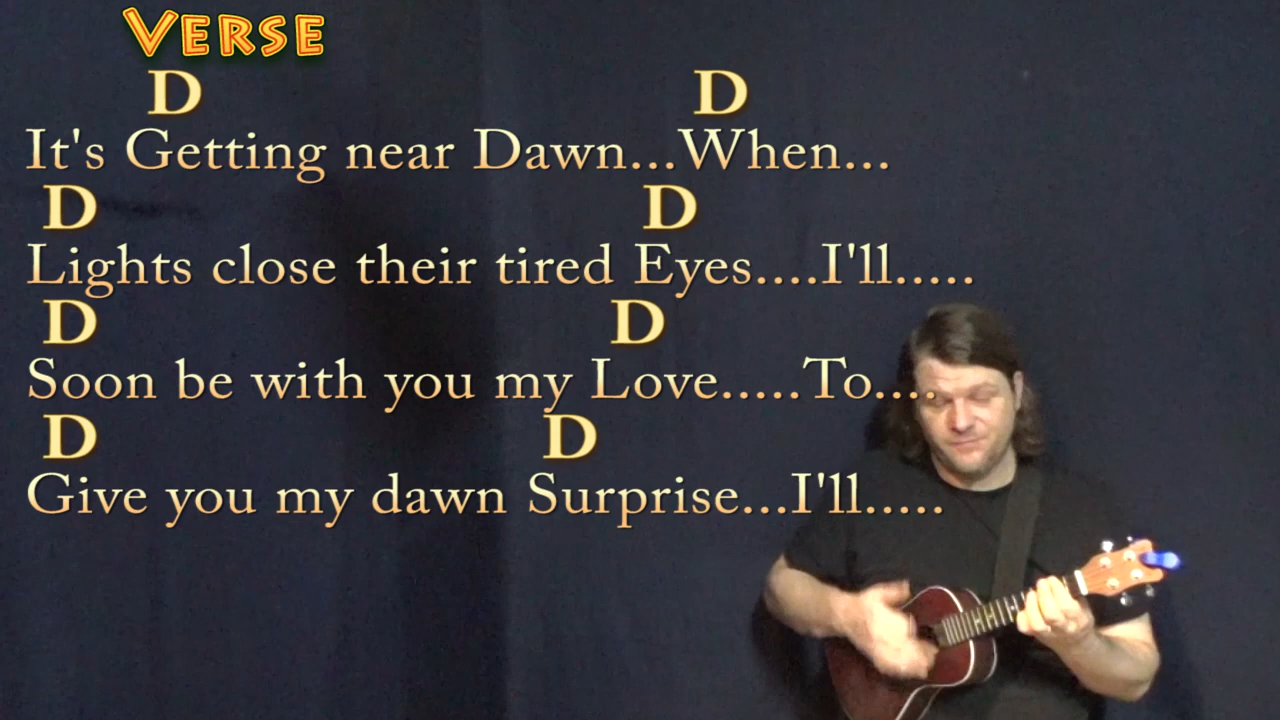 VERSE
D D
It's Getting near Dawn...When...
D D
Lights close their tired Eyes....I'll.....
D D
Soon be with you my Love.....To....
D D
Give you my dawn Surprise...I'll.....